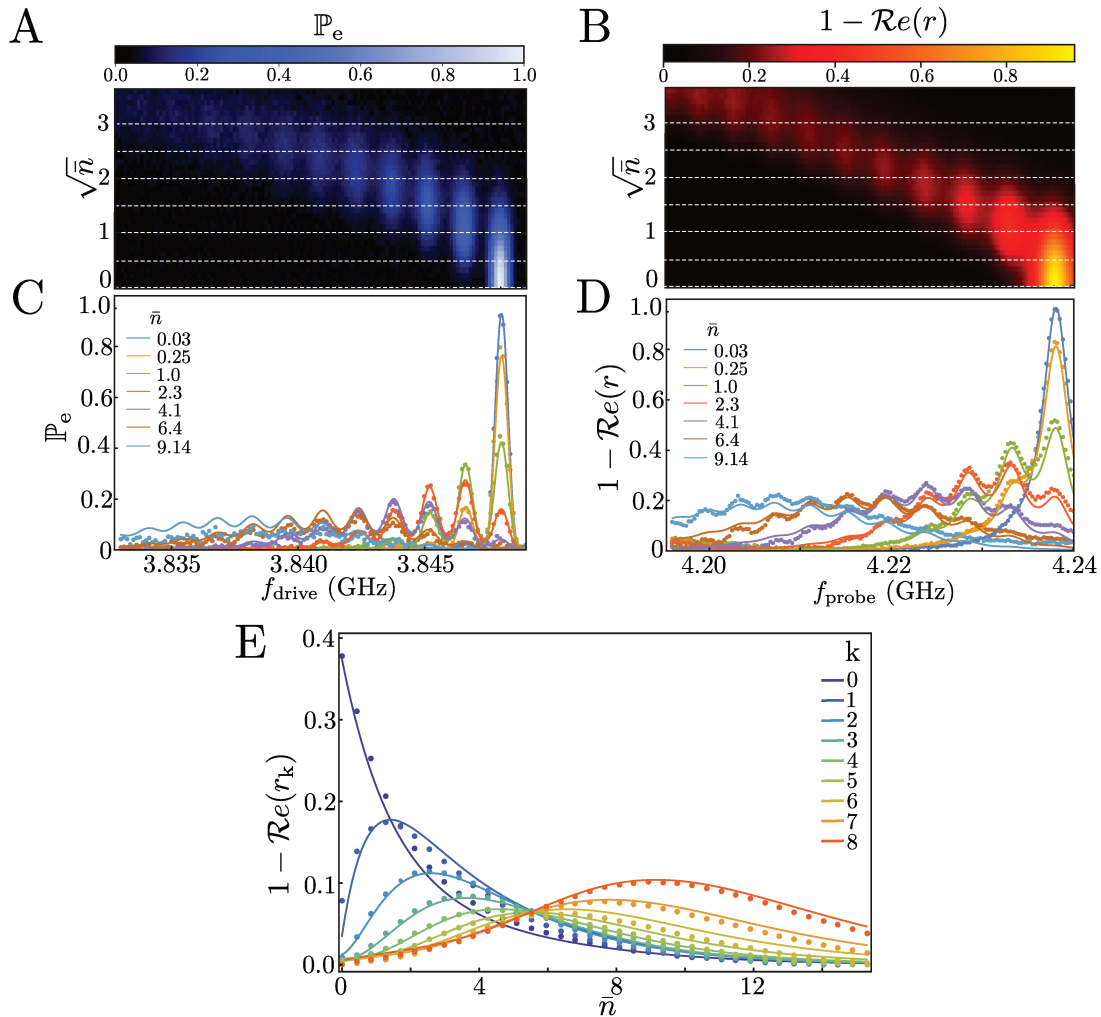 A
ℙe
0.0 0.2 0.4 0.6 0.8 1.0
√n̄
3
2
1
0
B
1 − Re(r)
0 0.2 0.4 0.6 0.8
√n̄
3
2
1
0
C
ℙe
1.0
0.8
0.6
0.4
0.2
0
n̄
0.03
0.25
1.0
2.3
4.1
6.4
9.14
3.835 3.840 3.845
fdrive (GHz)
D
1 − Re(r)
1.0
0.8
0.6
0.4
0.2
0
n̄
0.03
0.25
1.0
2.3
4.1
6.4
9.14
4.20 4.22 4.24
fprobe (GHz)
E
1 − Re(rk)
0.4
0.3
0.2
0.1
0.0
k
0
1
2
3
4
5
6
7
8
0 4 8 12
n̄